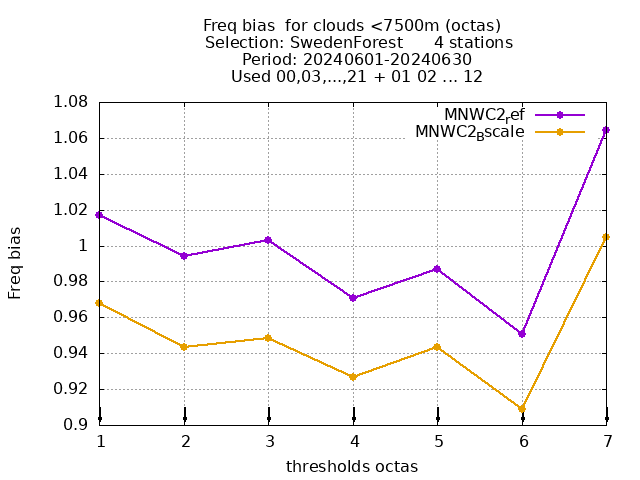 Freq bias  for clouds <7500m (octas)
Selection: SwedenForest      4 stations
Period: 20240601-20240630
Used 00,03,...,21 + 01 02 ... 12
MNWC2ref
MNWC2Bscale
1.08
1.06
1.04
1.02
1
0.98
0.96
0.94
0.92
0.9
Freq bias
1 2 3 4 5 6 7
thresholds octas